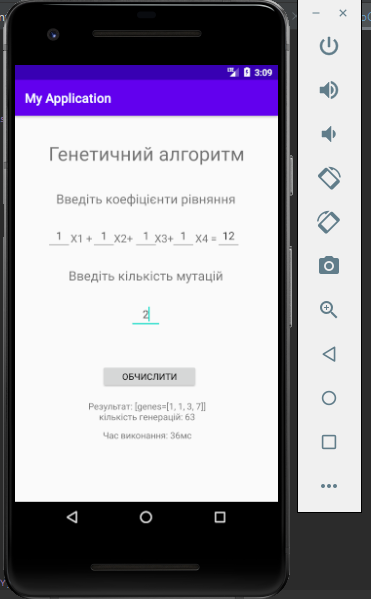 3:09
My Application
Генетичний алгоритм
Введіть коефіцієнти рівняння
1 X1 + 1 X2+ 1 X3+ 1 X4 = 12
Введіть кількість мутацій
2
ОБЧИСЛИТИ
Результат: [genes=[1, 1, 3, 7]]
кількість генерацій: 63
Час виконання: 36мс